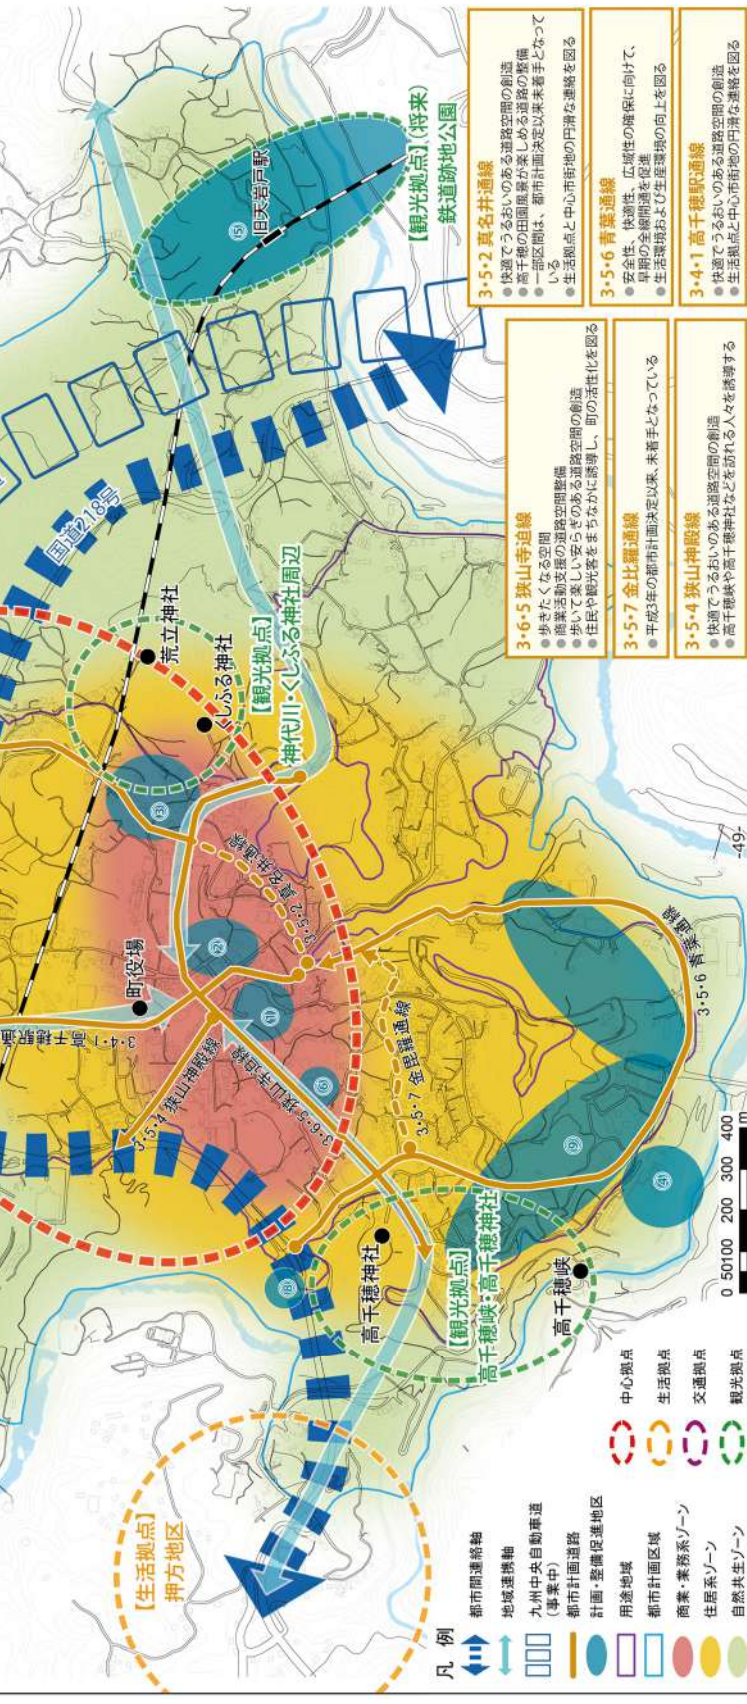 3・5・2 真名井通線
●快適でうるおいのある道路空間の創造
●高千穂の田園風景が楽しめる道路の整備
●一部区間は、都市計画決定以来未着手となって
いる
●生活拠点と中心市街地の円滑な連絡を図る
3・5・6 青葉通線
●安全性、快適性、広域性の確保に向けて、
早期の全線開通を促進
●生活環境および生産環境の向上を図る
3・4・1 高千穂駅通線
●快適でうるおいのある道路空間の創造
●生活拠点と中心市街地の円滑な連絡を図る
3・6・5 狭山寺迫線
●歩きたくなる空間
●商業活動支援の道路空間整備
●歩いて楽しい安らぎのある道路空間の創造
●住民や観光客をまちなかに誘導し、町の活性化を図る
3・5・7 金比羅通線
●平成3年の都市計画決定以来、未着手となっている
3・5・4 狭山神殿線
●快適でうるおいのある道路空間の創造
●高千穂峡や高千穂神社などを訪れる人々を誘導する
【観光拠点】(将来)
鉄道跡地公園
⑸
旧天岩戸駅
国道218号
荒立神社
くしふる神社
【観光拠点】
神代川・くしふる神社周辺
⑶
3・5・2 真名井通線
⑵
町役場
3・4・1 高千穂駅通
⑴
3・5・4 狭山神殿線
3・6・5 狭山寺迫線
⑹
3・5・7 金毘羅通線
3・5・6 青葉通線
⑼
⑷
⑻
高千穂神社
【観光拠点】
高千穂峡・高千穂神社
高千穂峡
【生活拠点】
押方地区
凡 例
都市間連絡軸
地域連携軸
九州中央自動車道
(事業中)
都市計画道路
計画・整備促進地区
用途地域
都市計画区域
商業・業務系ゾーン
住居系ゾーン
自然共生ゾーン
中心拠点
生活拠点
交通拠点
観光拠点
0 50100 200 300 400
m
-49-